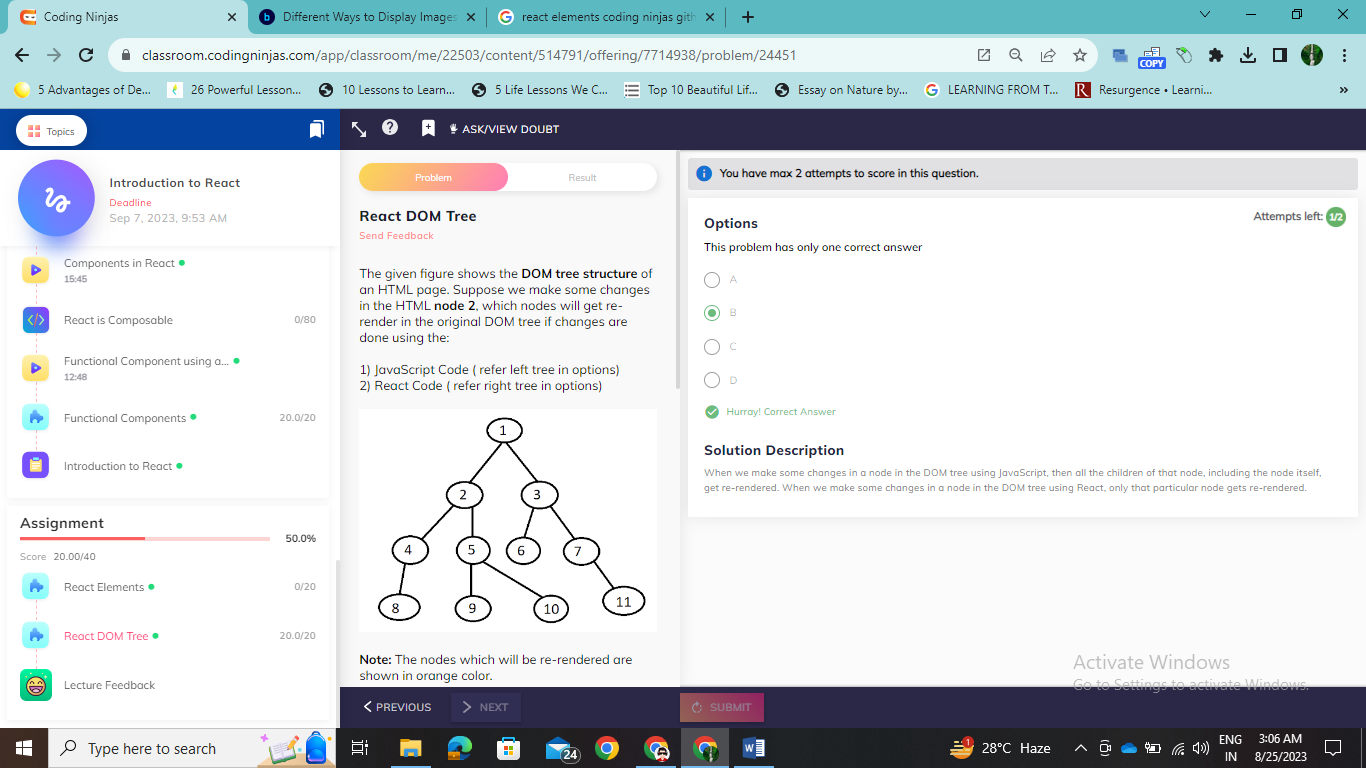 Coding Ninjas
Different Ways to Display Images
react elements coding ninjas gith
classroom.codingninjas.com/app/classroom/me/22503/content/514791/offering/7714938/problem/24451
COPY
5 Advantages of De...
26 Powerful Lesson...
10 Lessons to Learn...
5 Life Lessons We C...
Top 10 Beautiful Lif...
Essay on Nature by...
LEARNING FROM T...
Resurgence • Learni...
»
Topics
ASK/VIEW DOUBT
Introduction to React
Deadline
Sep 7, 2023, 9:53 AM
Components in React
15:45
React is Composable
0/80
Functional Component using a...
12:48
Functional Components
20.0/20
Introduction to React
Assignment
50.0%
Score 20.00/40
React Elements
0/20
React DOM Tree
20.0/20
Lecture Feedback
Problem
Result
React DOM Tree
Send Feedback
The given figure shows the DOM tree structure of
an HTML page. Suppose we make some changes
in the HTML node 2, which nodes will get re-
render in the original DOM tree if changes are
done using the:
1) JavaScript Code ( refer left tree in options)
2) React Code ( refer right tree in options)
1
2 3
4 5 6 7
8 9 10 11
Note: The nodes which will be re-rendered are
shown in orange color.
PREVIOUS
NEXT
You have max 2 attempts to score in this question.
Options
Attempts left: 1/2
This problem has only one correct answer
A
B
C
D
Hurray! Correct Answer
Solution Description
When we make some changes in a node in the DOM tree using JavaScript, then all the children of that node, including the node itself,
get re-rendered. When we make some changes in a node in the DOM tree using React, only that particular node gets re-rendered.
Activate Windows
Go to Settings to activate Windows.
SUBMIT
Type here to search
24
1
28°C Haze
ENG
IN
3:06 AM
8/25/2023